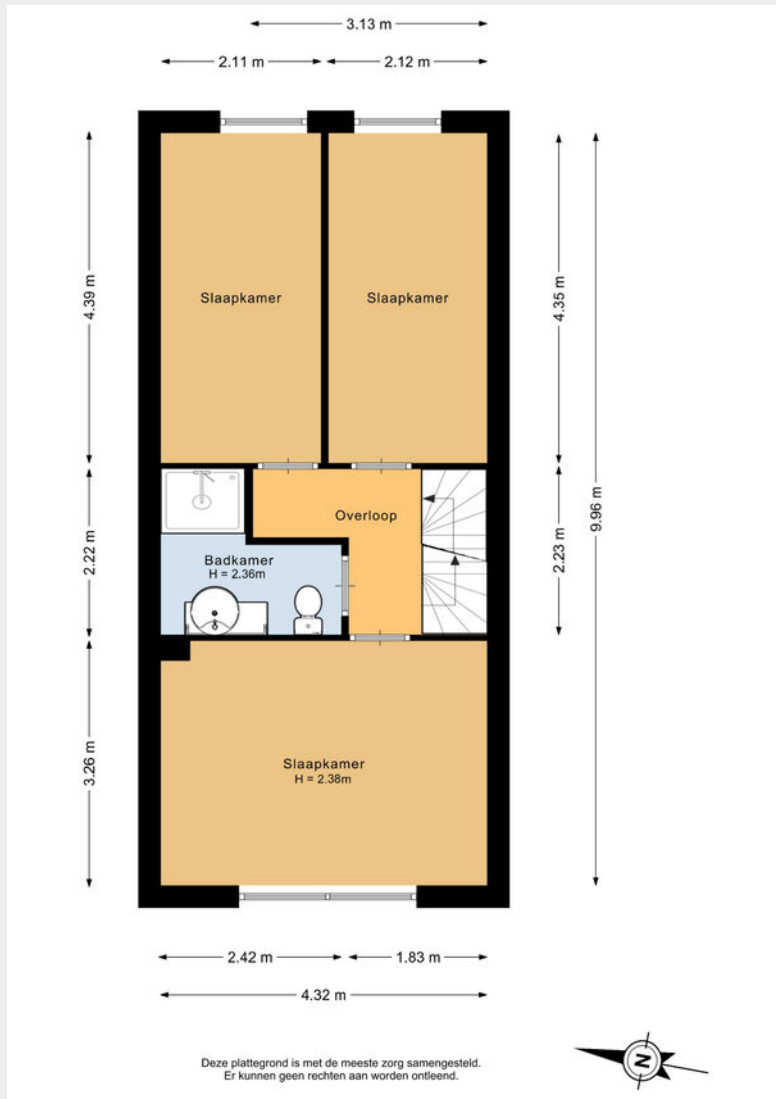 3.13 m
2.11 m
2.12 m
4.39 m
4.35 m
Slaapkamer
Slaapkamer
9.96 m
Overloop
2.22 m
2.23 m
Badkamer
H = 2.36m
Slaapkamer
H = 2.38m
3.26 m
2.42 m
1.83 m
4.32 m
Deze plattegrond is met de meeste zorg samengesteld.
Er kunnen geen rechten aan worden ontleend.
N